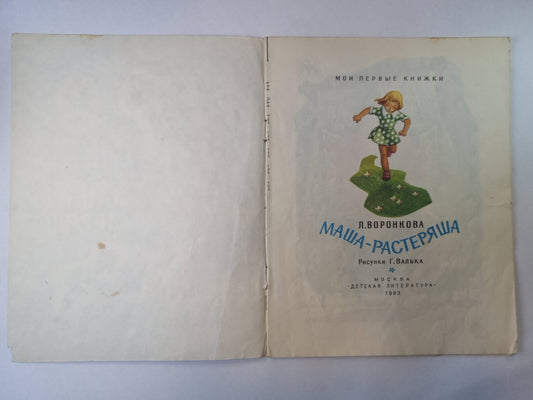 МОИ ПЕРВЫЕ КНИЖКИ
Л. ВОРОНКОВА
МАША-РАСТЕРЯША
Рисунки Г. ВАЛЬКА
МОСКВА
«ДЕТСКАЯ ЛИТЕРАТУРА»
1983